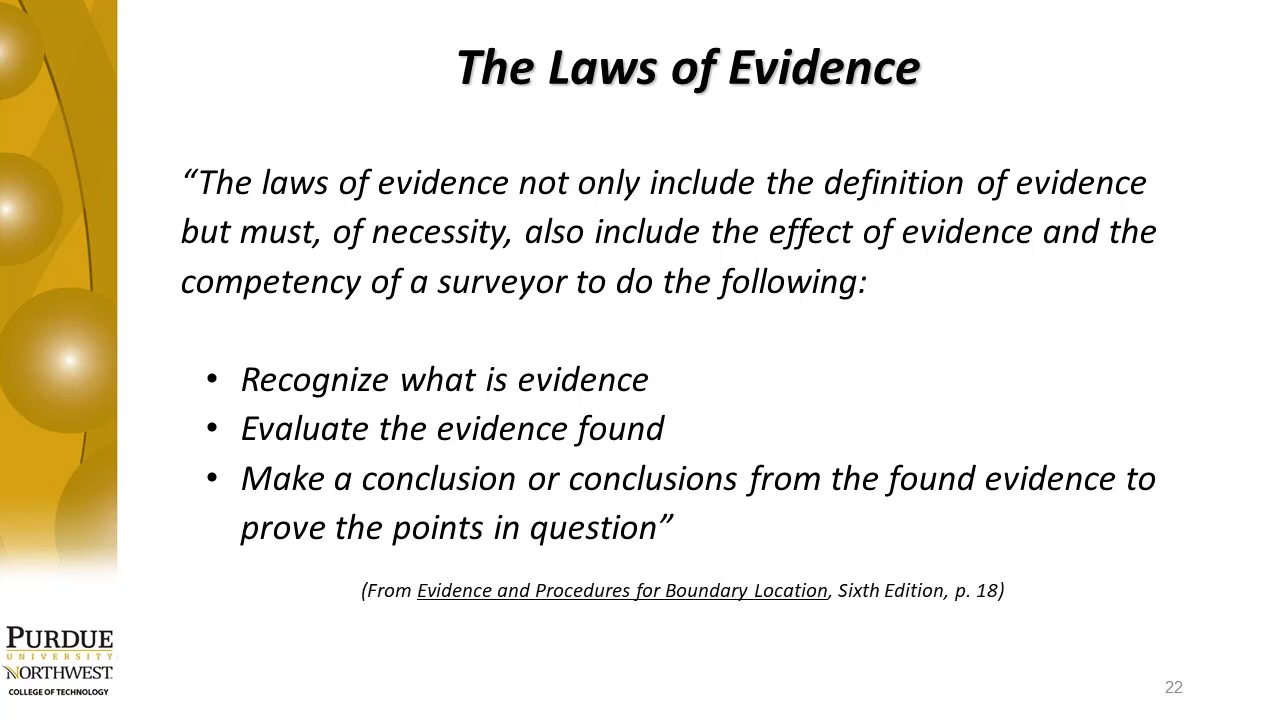 The Laws of Evidence
“The laws of evidence not only include the definition of evidence
but must, of necessity, also include the effect of evidence and the
competency of a surveyor to do the following:
• Recognize what is evidence
• Evaluate the evidence found
• Make a conclusion or conclusions from the found evidence to
prove the points in question”
(From Evidence and Procedures for Boundary Location, Sixth Edition, p. 18)
PURDUE
UNIVERSITY
NORTHWEST
COLLEGE OF TECHNOLOGY
22